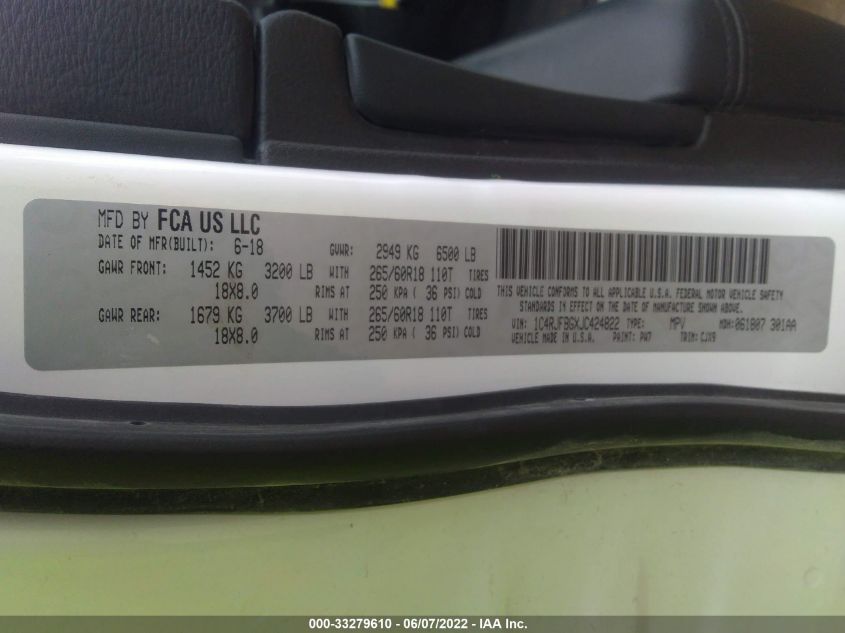 MFD BY FCA US LLC
DATE OF MFR(BUILT): 6-18 GVWR: 2949 KG 6500 LB
GAWR FRONT: 1452 KG 3200 LB WITH 265/60R18 110T TIRES
18X8.0 RIMS AT 250 KPA ( 36 PSI) COLD
GAWR REAR: 1679 KG 3700 LB WITH 265/60R18 110T TIRES
18X8.0 RIMS AT 250 KPA ( 36 PSI) COLD
THIS VEHICLE CONFORMS TO ALL APPLICABLE U.S.A. FEDERAL MOTOR VEHICLE SAFETY
STANDARDS IN EFFECT ON THE DATE OF MANUFACTURE SHOWN ABOVE.
VIN: 1C4RJFBGXJC424822 TYPE: MPV MDH: 061807 301AA
VEHICLE MADE IN U.S.A. PAINT: PW7 TRIM: CJX9
000-33279610 - 06/07/2022 - IAA Inc.